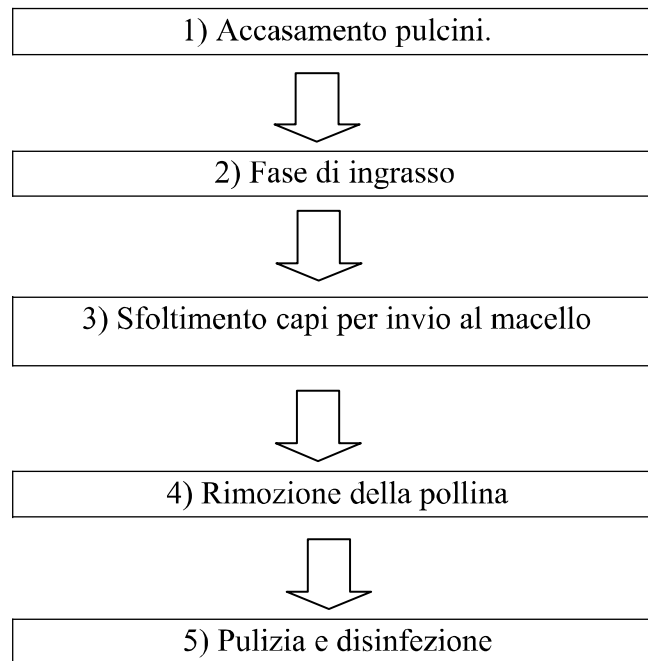 1) Accasamento pulcini.
2) Fase di ingrasso
3) Sfoltimento capi per invio al macello
4) Rimozione della pollina
5) Pulizia e disinfezione